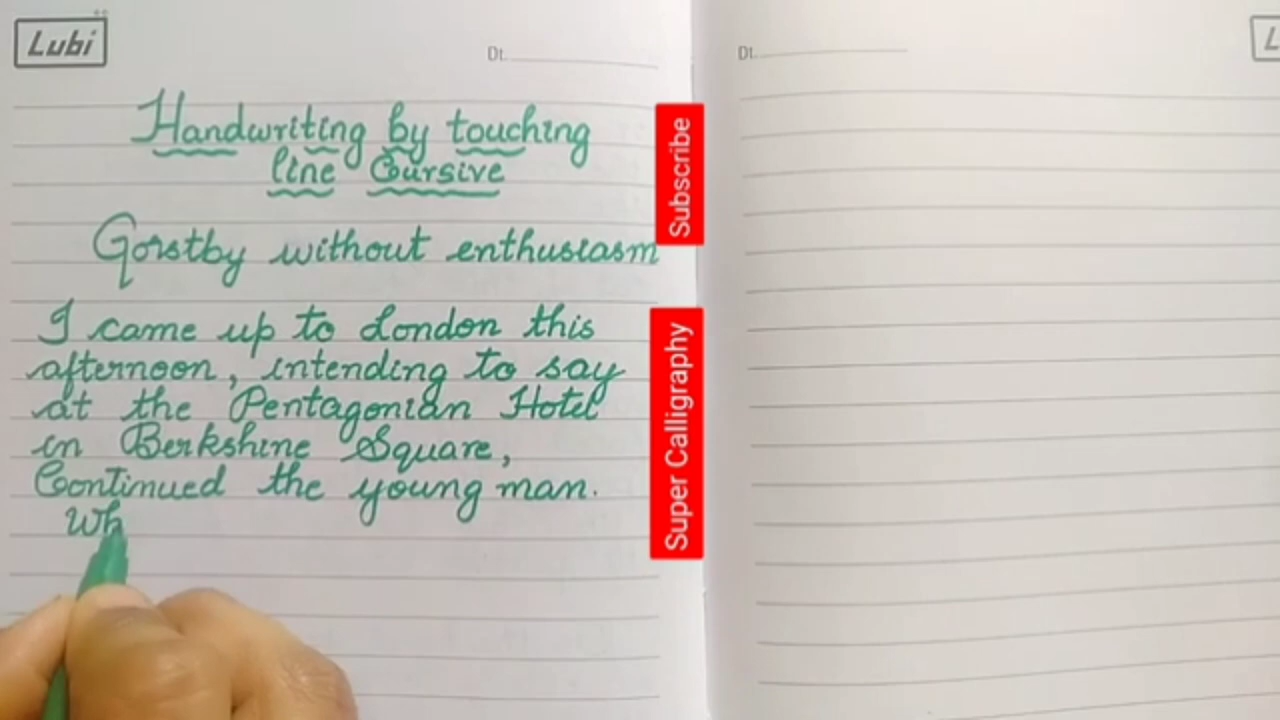 Lubi
Dt.
Handwriting by touching
line Cursive
Gorstby without enthusiasm
I came up to London this
afternoon, intending to say
at the Pentagonian Hotel
in Berkshine Square,
Continued the young man.
Wh
Subscribe
Super Calligraphy
Dt.
L